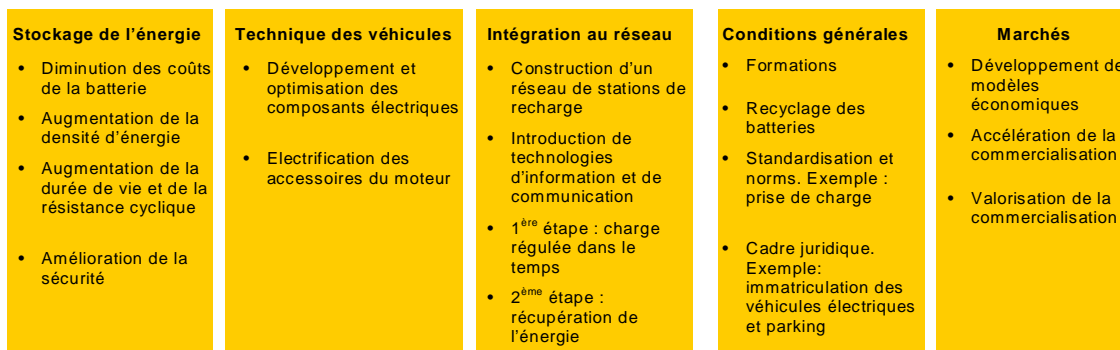 Stockage de l'énergie
• Diminution des coûts
de la batterie
• Augmentation de la
densité d'énergie
• Augmentation de la
durée de vie et de la
résistance cyclique
• Amélioration de la
sécurité
Technique des véhicules
• Développement et
optimisation des
composants électriques
• Electrification des
accessoires du moteur
Intégration au réseau
• Construction d'un
réseau de stations de
recharge
• Introduction de
technologies
d'information et de
communication
• 1ère étape : charge
régulée dans le
temps
• 2ème étape :
récupération de
l'énergie
Conditions générales
• Formations
• Recyclage des
batteries
• Standardisation et
norms. Exemple :
prise de charge
• Cadre juridique.
Exemple:
immatriculation des
véhicules électriques
et parking
Marchés
• Développement de
modèles
économiques
• Accélération de la
commercialisation
• Valorisation de la
commercialisation